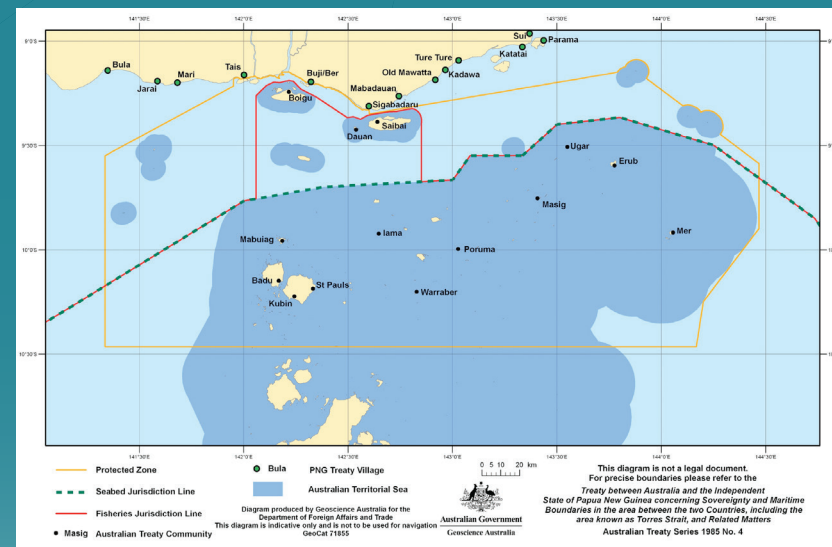 141°30'E
142°0'E
142°30'E
143°0'E
143°30'E
144°0'E
144°30'E
9°0'S
9°30'S
10°0'S
10°30'S
Sui
Parama
Katatai
Ture Ture
Kadawa
Old Mawatta
Mabadauan
Sigabadaru
Buji/Ber
Tais
Bula
Mari
Jarai
Boigu
Saibai
Dauan
Ugar
Erub
Masig
Mer
Iama
Mabuiag
Poruma
Badu
St Pauls
Kubin
Warraber
Protected Zone
Seabed Jurisdiction Line
Fisheries Jurisdiction Line
Masig Australian Treaty Community
Bula PNG Treaty Village
Australian Territorial Sea
Diagram produced by Geoscience Australia for the
Department of Foreign Affairs and Trade
This diagram is indicative only and is not to be used for navigation
GeoCat 71855
0 5 10 20 km
Australian Government
Geoscience Australia
This diagram is not a legal document.
For precise boundaries please refer to the
Treaty between Australia and the Independent
State of Papua New Guinea concerning Sovereignty and Maritime
Boundaries in the area between the two Countries, including the
area known as Torres Strait, and Related Matters
Australian Treaty Series 1985 No. 4